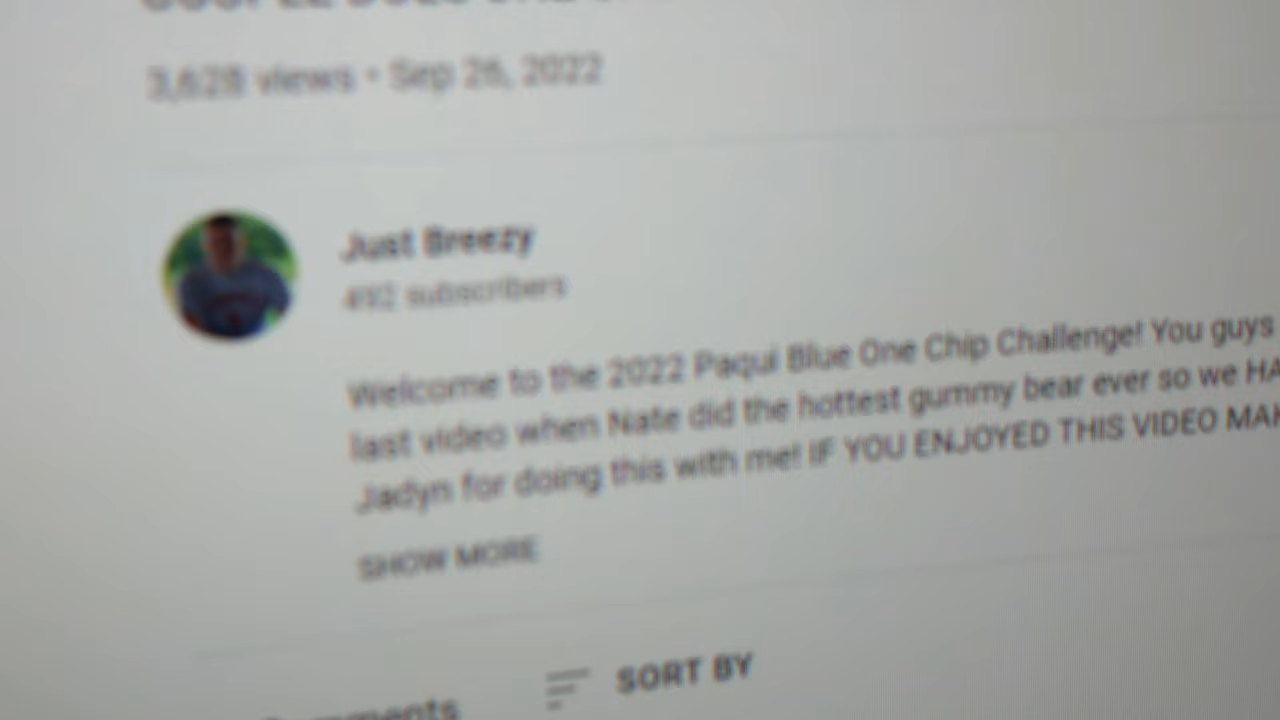 3,628 views • Sep 26, 2022
Just Breezy
492 subscribers
Welcome to the 2022 Paqui Blue One Chip Challenge! You guys
last video when Nate did the hottest gummy bear ever so we HA
Jadyn for doing this with me! IF YOU ENJOYED THIS VIDEO MAK
SHOW MORE
SORT BY
Comments